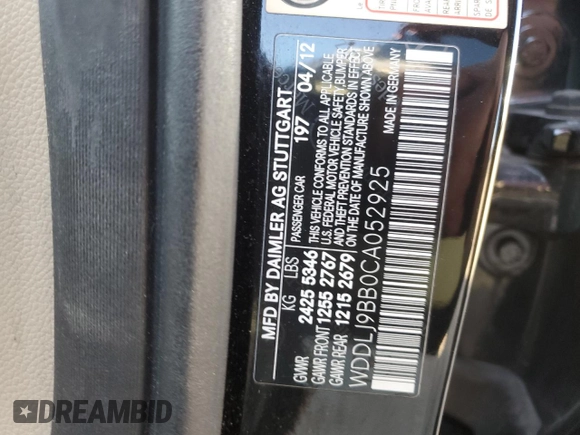 MFD BY DAIMLER AG STUTTGART
KG LBS PASSENGER CAR 197 04/12
GVWR 2425 5346 THIS VEHICLE CONFORMS TO ALL APPLICABLE
GAWR FRONT 1255 2767 U.S. FEDERAL MOTOR VEHICLE SAFETY, BUMPER,
GAWR REAR 1215 2679 AND THEFT PREVENTION STANDARDS IN EFFECT
ON THE DATE OF MANUFACTURE SHOWN ABOVE
WDDLJ9BB0CA052925
MADE IN GERMANY
DREAMBID